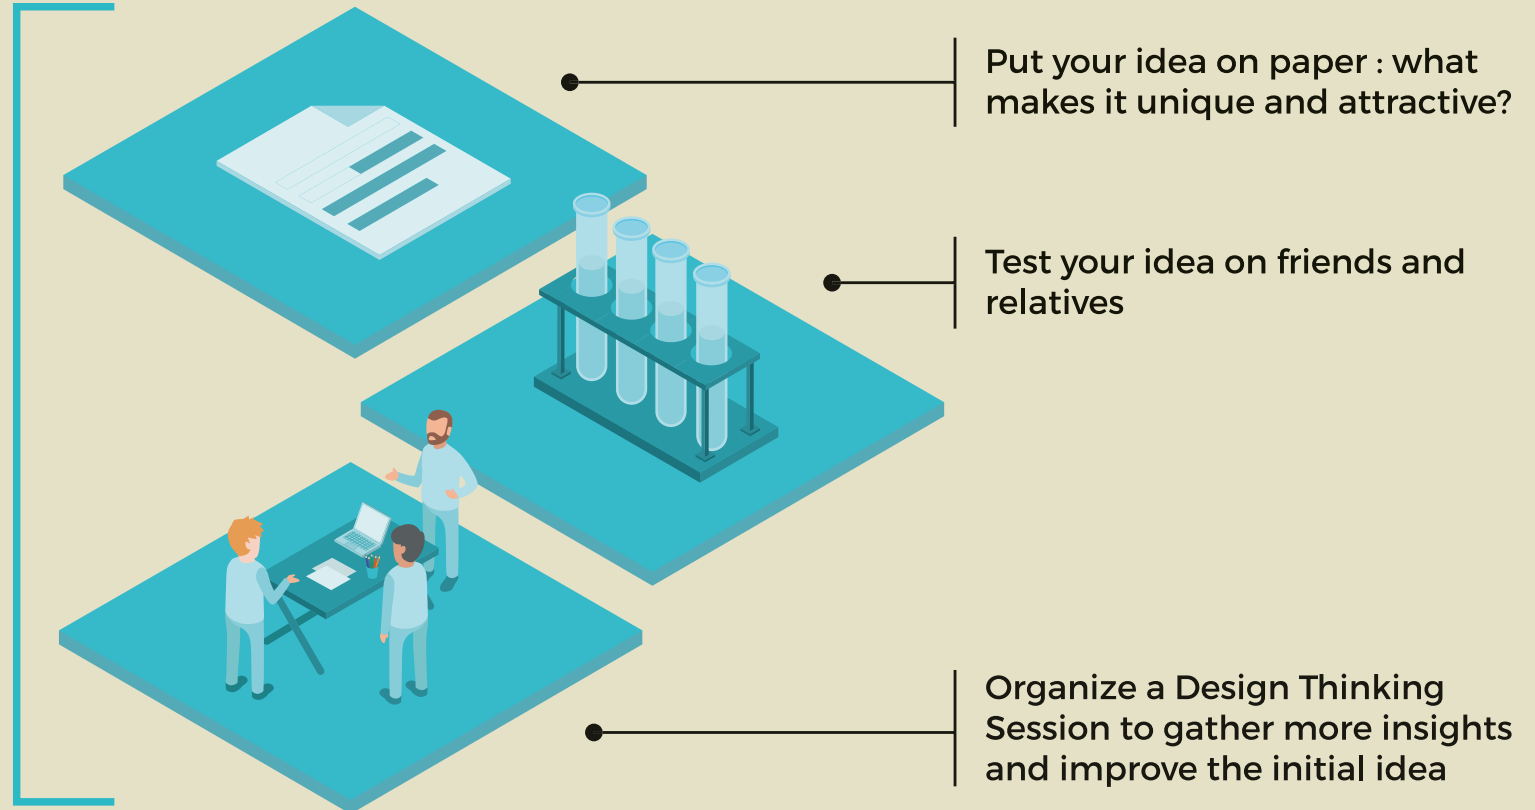 Put your idea on paper : what
makes it unique and attractive?
Test your idea on friends and
relatives
Organize a Design Thinking
Session to gather more insights
and improve the initial idea